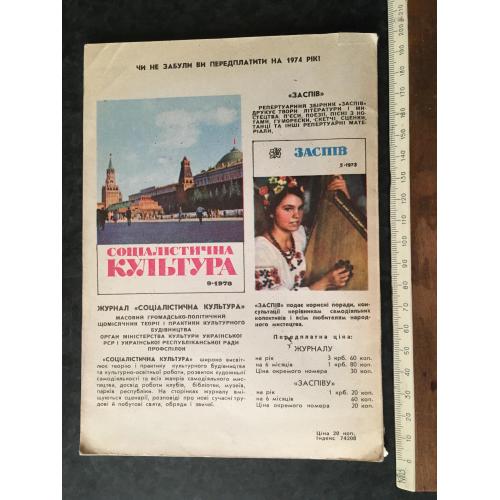 ЧИ НЕ ЗАБУЛИ ВИ ПЕРЕДПЛАТИТИ НА 1974 РІК!
«ЗАСПІВ»
РЕПЕРТУАРНИЙ ЗБІРНИК «ЗАСПІВ»
ДРУКУЄ ТВОРИ ЛІТЕРАТУРИ І МИ-
СТЕЦТВА П'ЄСИ, ПОЕЗІЇ, ПІСНІ З НО-
ТАМИ, ГУМОРЕСКИ, СКЕТЧІ, СЦЕНКИ,
ТАНЦІ ТА ІНШІ РЕПЕРТУАРНІ МАТЕ-
РІАЛИ.
ЗАСПІВ
5·1973
СОЦІАЛІСТИЧНА
КУЛЬТУРА
9·1973
ЖУРНАЛ «СОЦІАЛІСТИЧНА КУЛЬТУРА»
МАСОВИЙ ГРОМАДСЬКО-ПОЛІТИЧНИЙ
ЩОМІСЯЧНИК ТЕОРІЇ І ПРАКТИКИ КУЛЬТУРНОГО
БУДІВНИЦТВА
ОРГАН МІНІСТЕРСТВА КУЛЬТУРИ УКРАЇНСЬКОЇ
РСР І УКРАЇНСЬКОЇ РЕСПУБЛІКАНСЬКОЇ РАДИ
ПРОФСПІЛОК
«СОЦІАЛІСТИЧНА КУЛЬТУРА» широко висвіт-
лює теорію і практику культурного будівництва
та культурно-освітньої роботи, розвиток художньої
самодіяльності та всіх жанрів самодіяльного мис-
тецтва, досвід роботи клубів, бібліотек, музеїв,
парків республіки. На сторінках журналу вмі-
щуються сценарії, розповіді про нові сучасні тру-
дові й побутові свята, обряди і звичаї.
«ЗАСПІВ» подає корисні поради, кон-
сультації керівникам самодіяльних
колективів і всім любителям народ-
ного мистецтва.
Передплатна ціна:
ЖУРНАЛУ
на рік 3 крб. 60 коп.
на 6 місяців 1 крб. 80 коп.
Ціна окремого номера 30 коп.
«ЗАСПІВУ»
на рік 1 крб. 20 коп.
на 6 місяців 60 коп.
Ціна окремого номера 20 коп.
Ціна 20 коп.
Індекс 74208